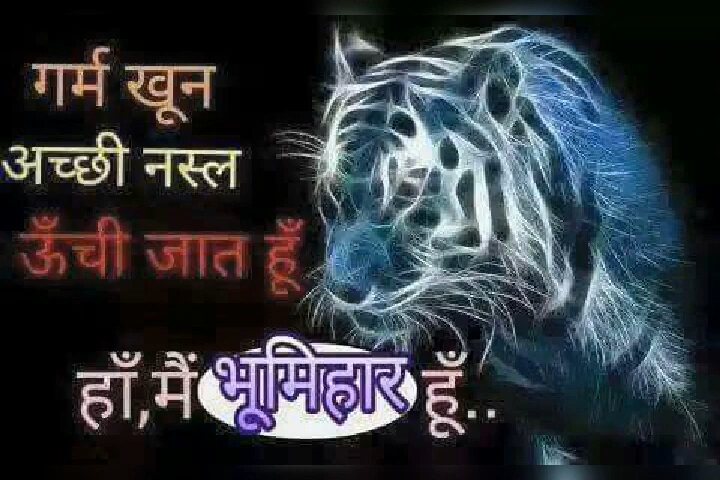 गर्म खून
अच्छी नस्ल
ऊँची जात हूँ
हाँ,मैं भूमिहार हूँ..